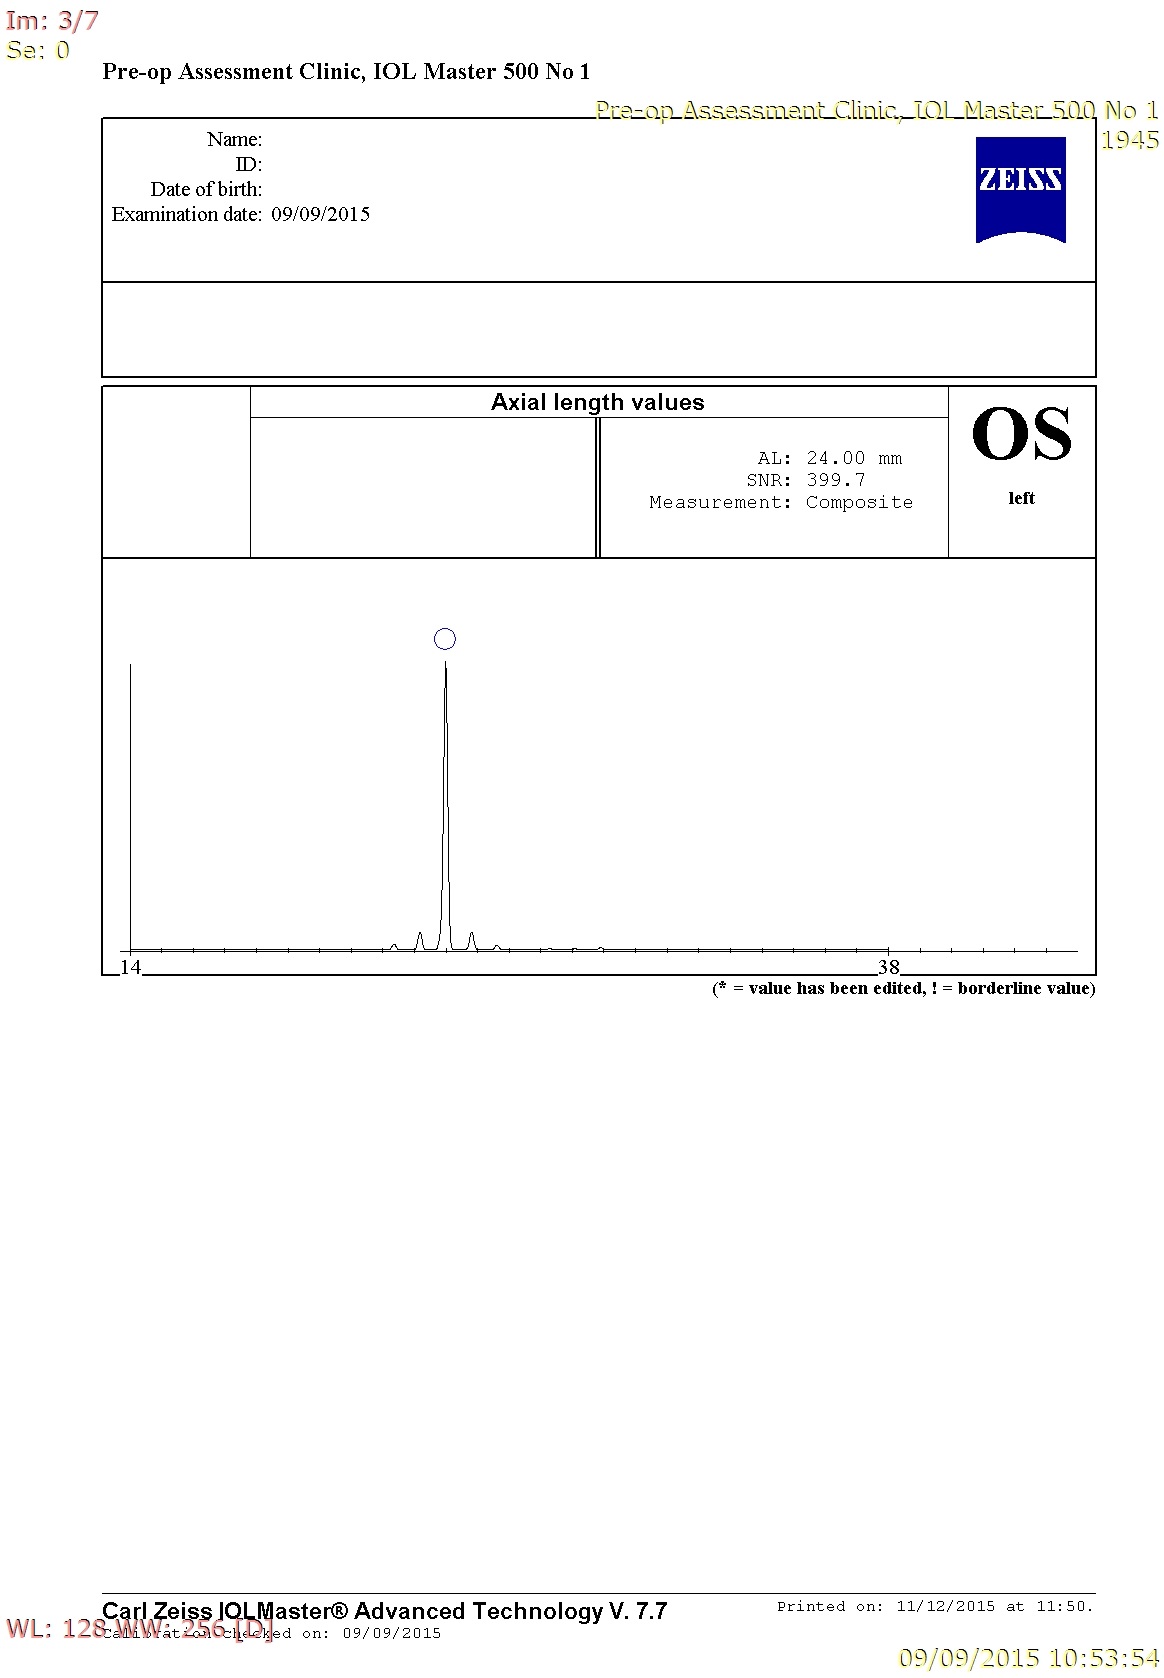 Im: 3/7
Se: 0
Pre-op Assessment Clinic, IOL Master 500 No 1
Pre-op Assessment Clinic, IOL Master 500 No 1
1945
Name:
ID:
Date of birth:
Examination date: 09/09/2015
ZEISS
Axial length values
OS
left
AL: 24.00 mm
SNR: 399.7
Measurement: Composite
14
38
(* = value has been edited, ! = borderline value)
Carl Zeiss IOLMaster® Advanced Technology V. 7.7
Printed on: 11/12/2015 at 11:50.
WL: 128 WW: 256 [D]
Calibration checked on: 09/09/2015
09/09/2015 10:53:54